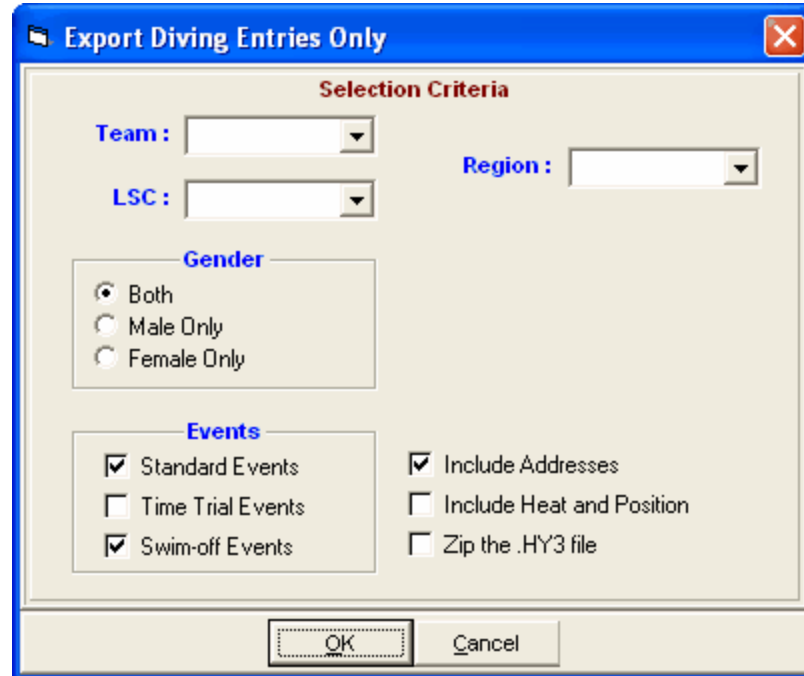 Export Diving Entries Only
Selection Criteria
Team :
Region :
LSC :
Gender
Both
Male Only
Female Only
Events
Standard Events
Time Trial Events
Swim-off Events
Include Addresses
Include Heat and Position
Zip the .HY3 file
OK
Cancel